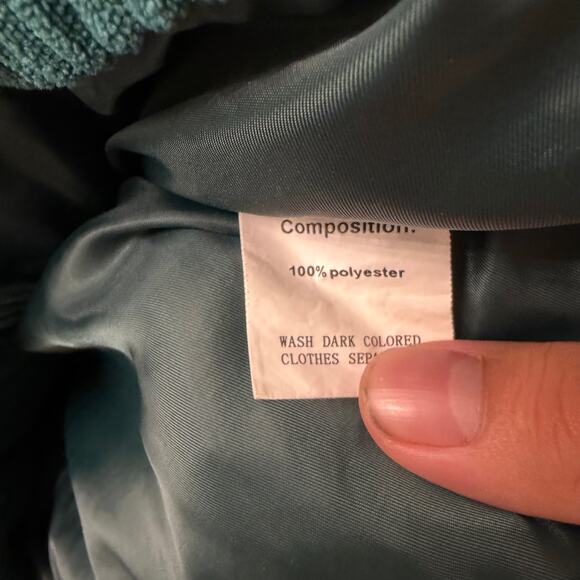 Composition:
100% polyester
WASH DARK COLORED
CLOTHES